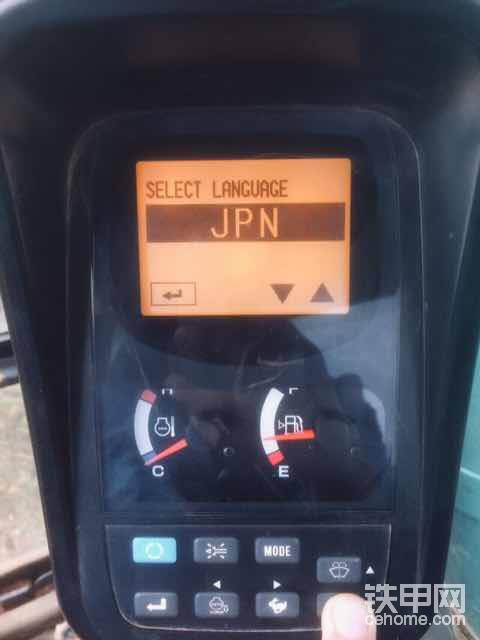 SELECT LANGUAGE
JPN
H
F
C
E
MODE
铁甲网
cehome.com